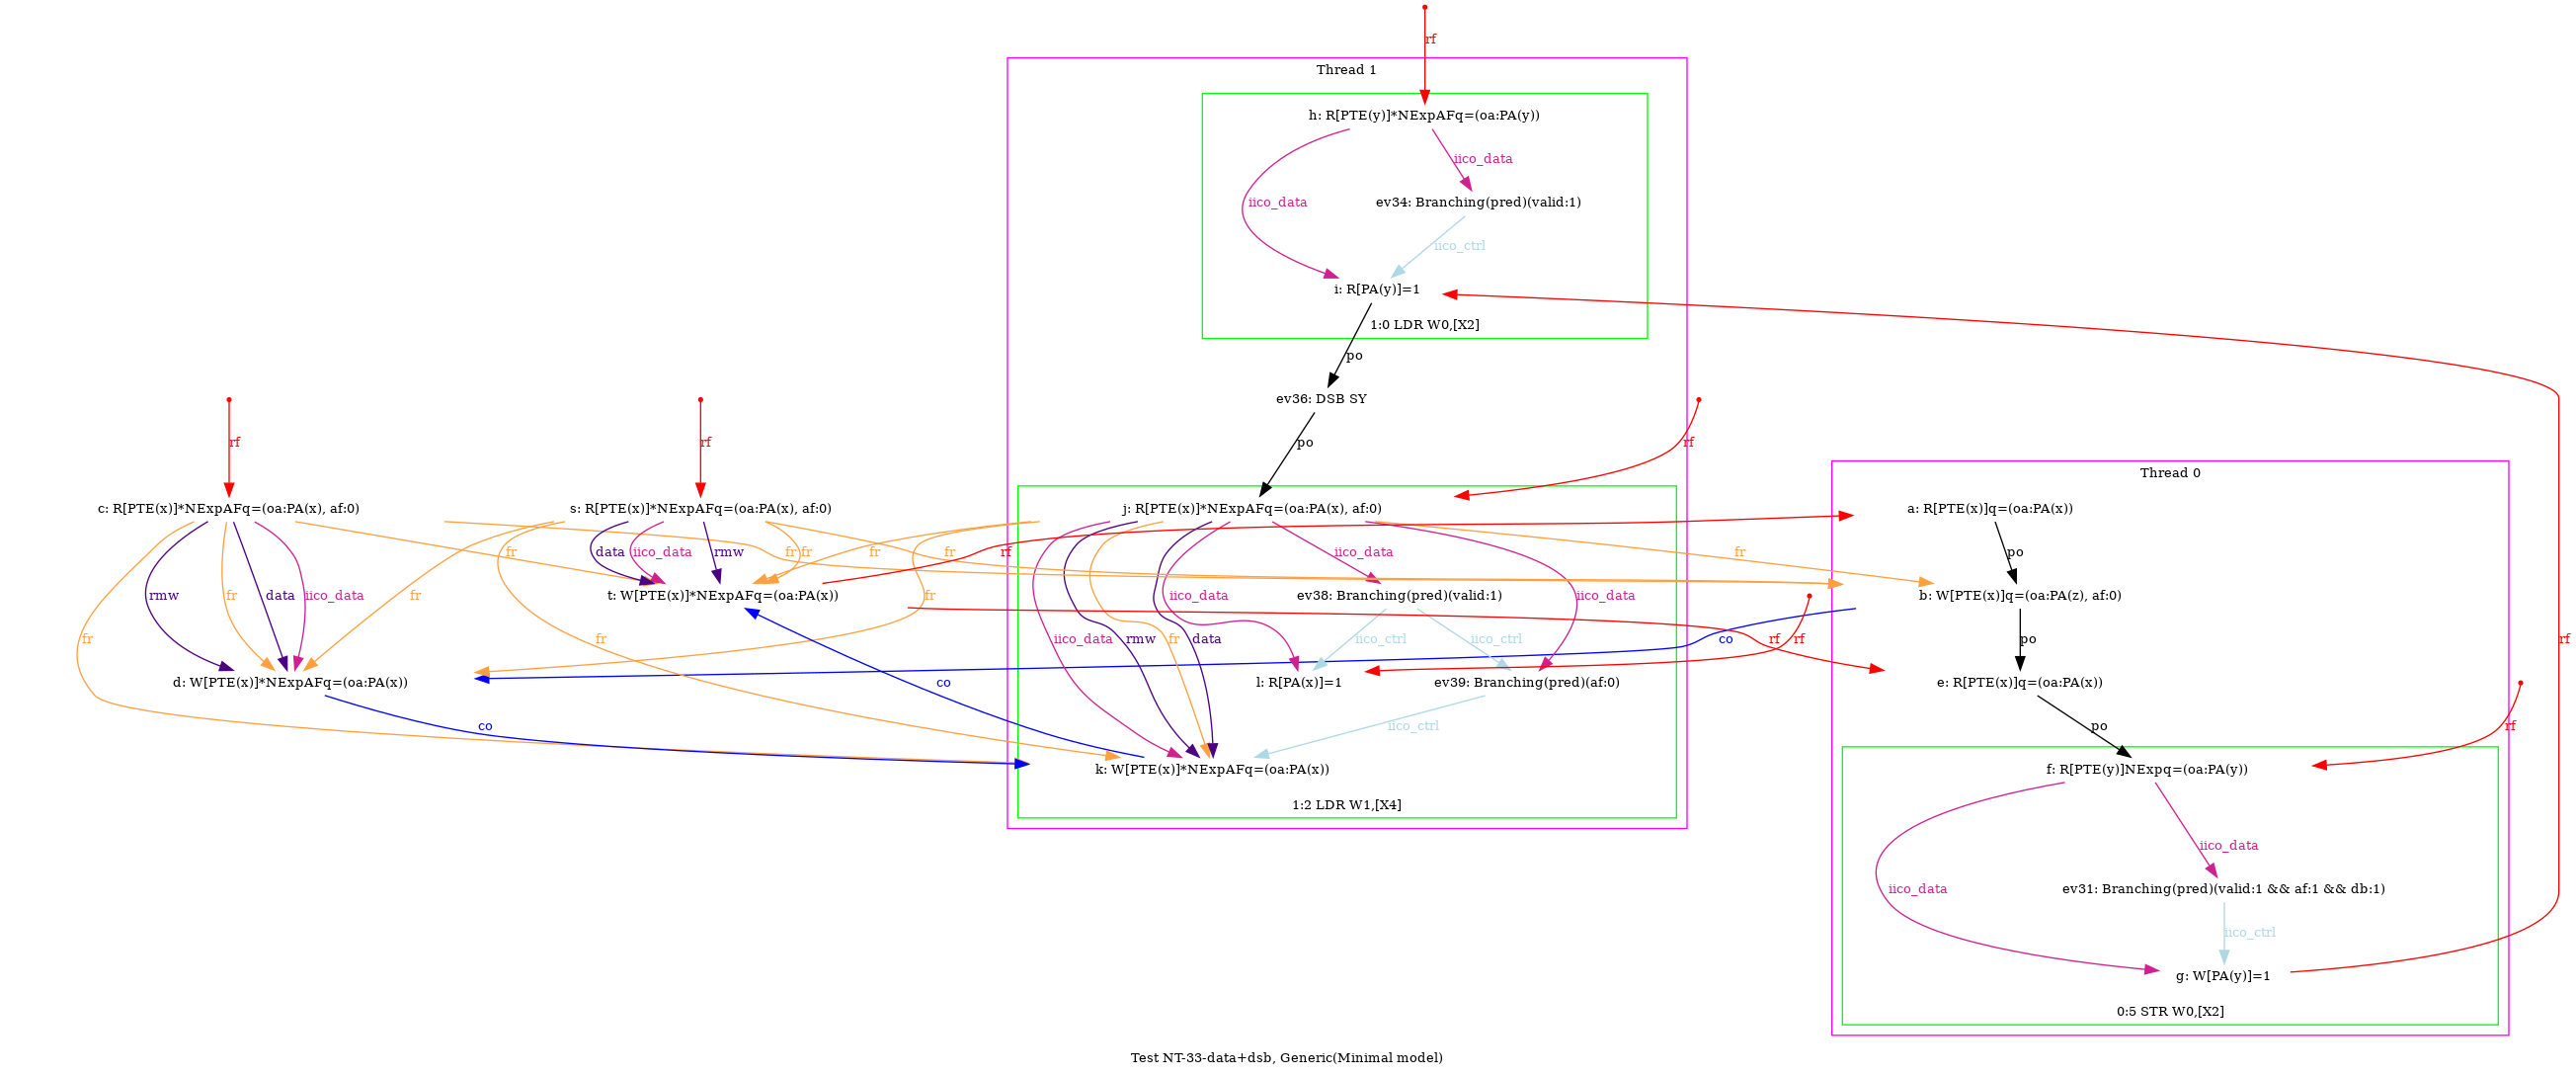 rf
Thread 1
h: R[PTE(y)]*NExpAFq=(oa:PA(y))
iico_data
iico_data
ev34: Branching(pred)(valid:1)
iico_ctrl
i: R[PA(y)]=1
1:0 LDR W0,[X2]
po
ev36: DSB SY
rf
rf
po
rf
Thread 0
c: R[PTE(x)]*NExpAFq=(oa:PA(x), af:0)
s: R[PTE(x)]*NExpAFq=(oa:PA(x), af:0)
j: R[PTE(x)]*NExpAFq=(oa:PA(x), af:0)
a: R[PTE(x)]q=(oa:PA(x))
fr
data
iico_data
rmw
fr
fr
fr
fr
rf
iico_data
fr
po
rmw
fr
data
iico_data
fr
t: W[PTE(x)]*NExpAFq=(oa:PA(x))
fr
iico_data
ev38: Branching(pred)(valid:1)
iico_data
b: W[PTE(x)]q=(oa:PA(z), af:0)
fr
fr
iico_data
rmw
fr
data
iico_ctrl
iico_ctrl
co
rf
rf
po
rf
d: W[PTE(x)]*NExpAFq=(oa:PA(x))
co
l: R[PA(x)]=1
ev39: Branching(pred)(af:0)
e: R[PTE(x)]q=(oa:PA(x))
co
iico_ctrl
po
rf
k: W[PTE(x)]*NExpAFq=(oa:PA(x))
f: R[PTE(y)]NExpq=(oa:PA(y))
1:2 LDR W1,[X4]
iico_data
iico_data
ev31: Branching(pred)(valid:1 && af:1 && db:1)
iico_ctrl
g: W[PA(y)]=1
0:5 STR W0,[X2]
Test NT-33-data+dsb, Generic(Minimal model)